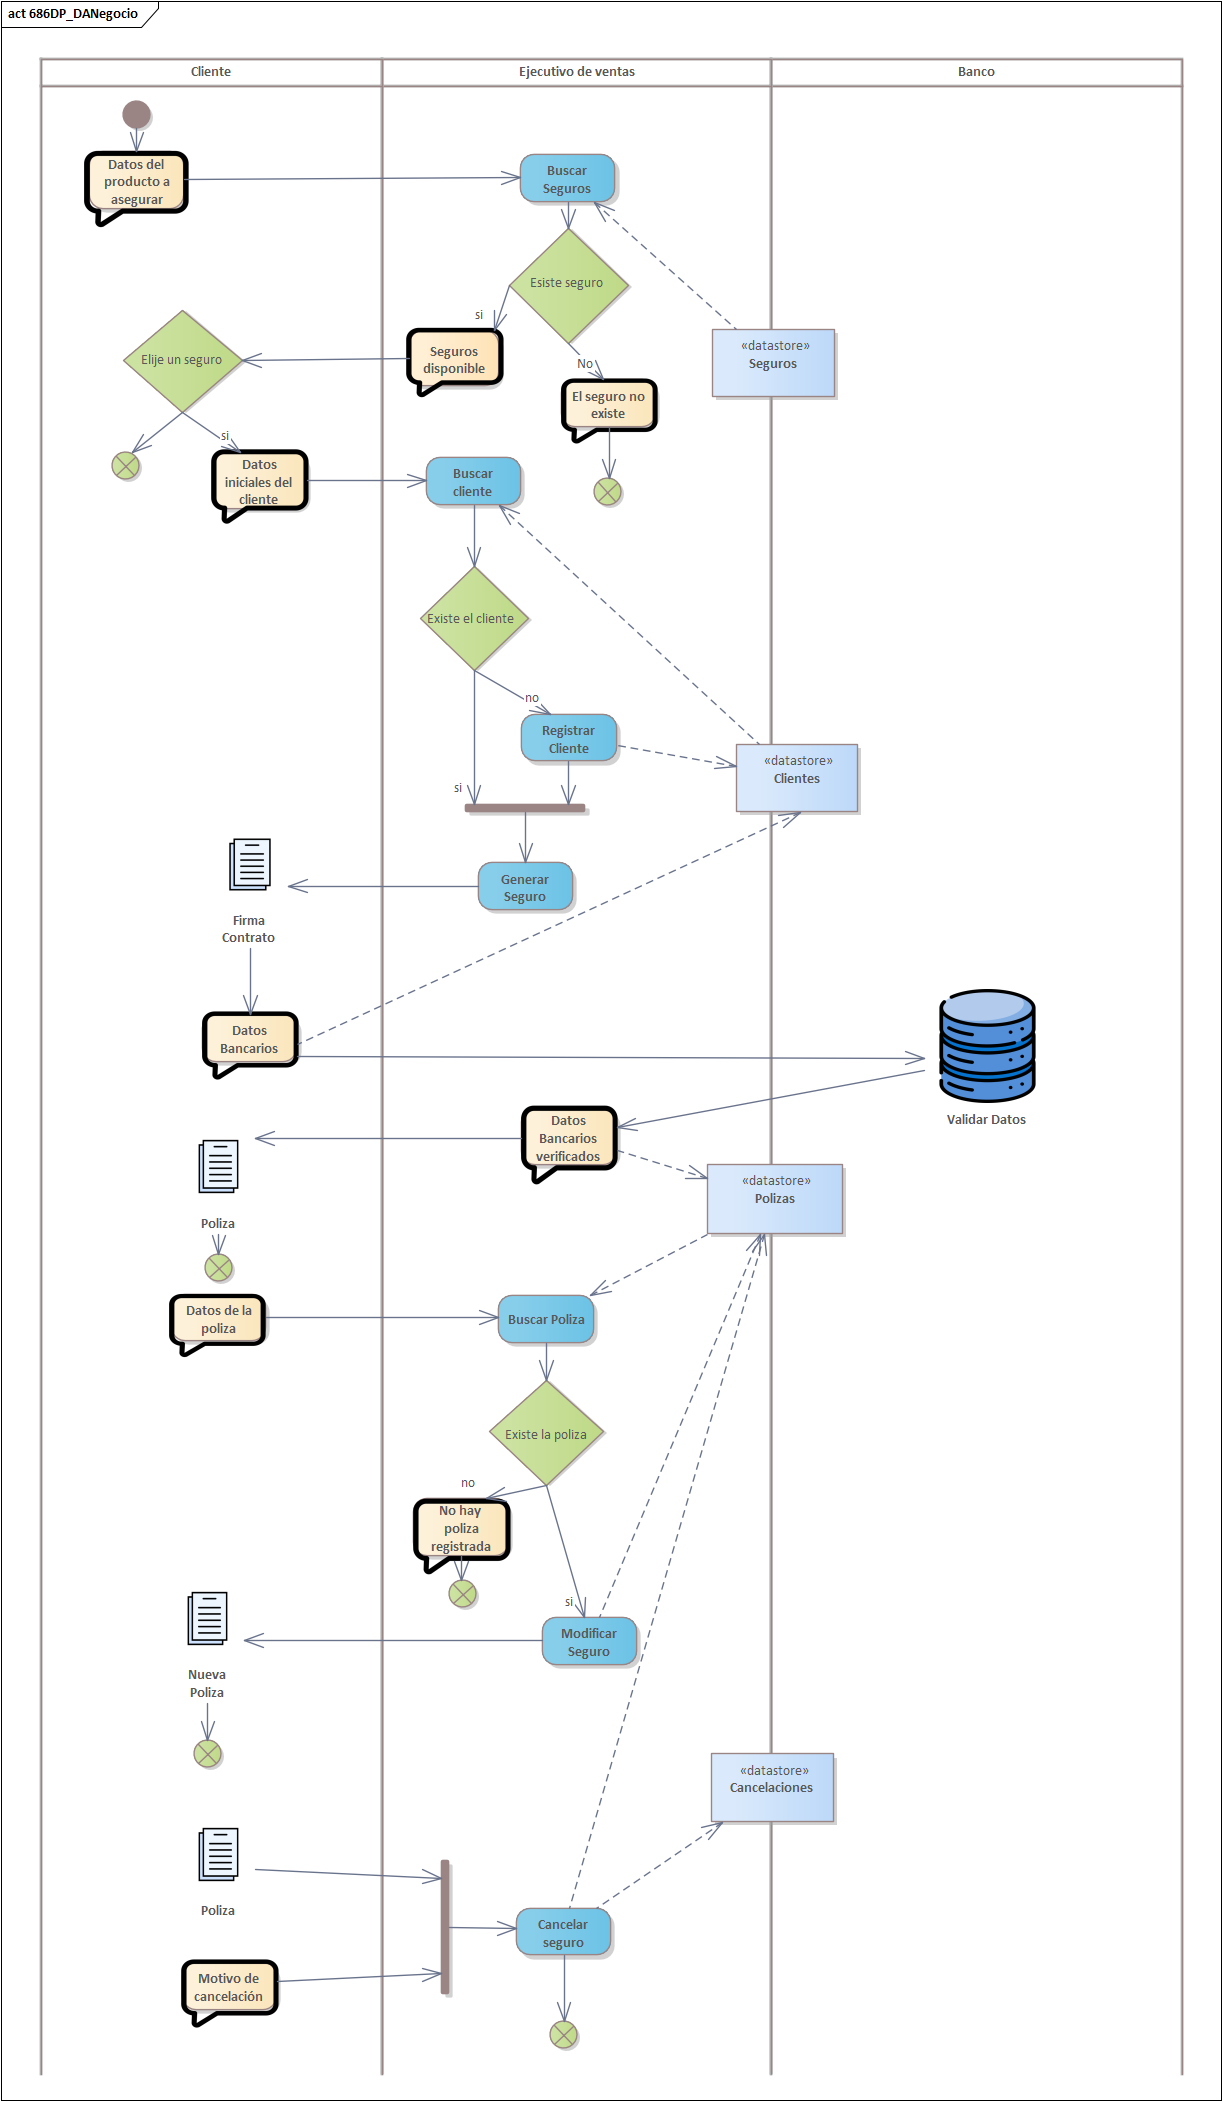 act 686DP_DANegocio
Cliente
Ejecutivo de ventas
Banco
Datos del
producto a
asegurar
Buscar
Seguros
Esiste seguro
si
No
«datastore»
Seguros
Elije un seguro
Seguros
disponible
El seguro no
existe
si
Datos
iniciales del
cliente
Buscar
cliente
Existe el cliente
no
Registrar
Cliente
si
«datastore»
Clientes
Generar
Seguro
Firma
Contrato
Datos
Bancarios
Validar Datos
Datos
Bancarios
verificados
«datastore»
Polizas
Poliza
Datos de la
poliza
Buscar Poliza
Existe la poliza
no
No hay
poliza
registrada
si
Modificar
Seguro
Nueva
Poliza
«datastore»
Cancelaciones
Poliza
Cancelar
seguro
Motivo de
cancelación